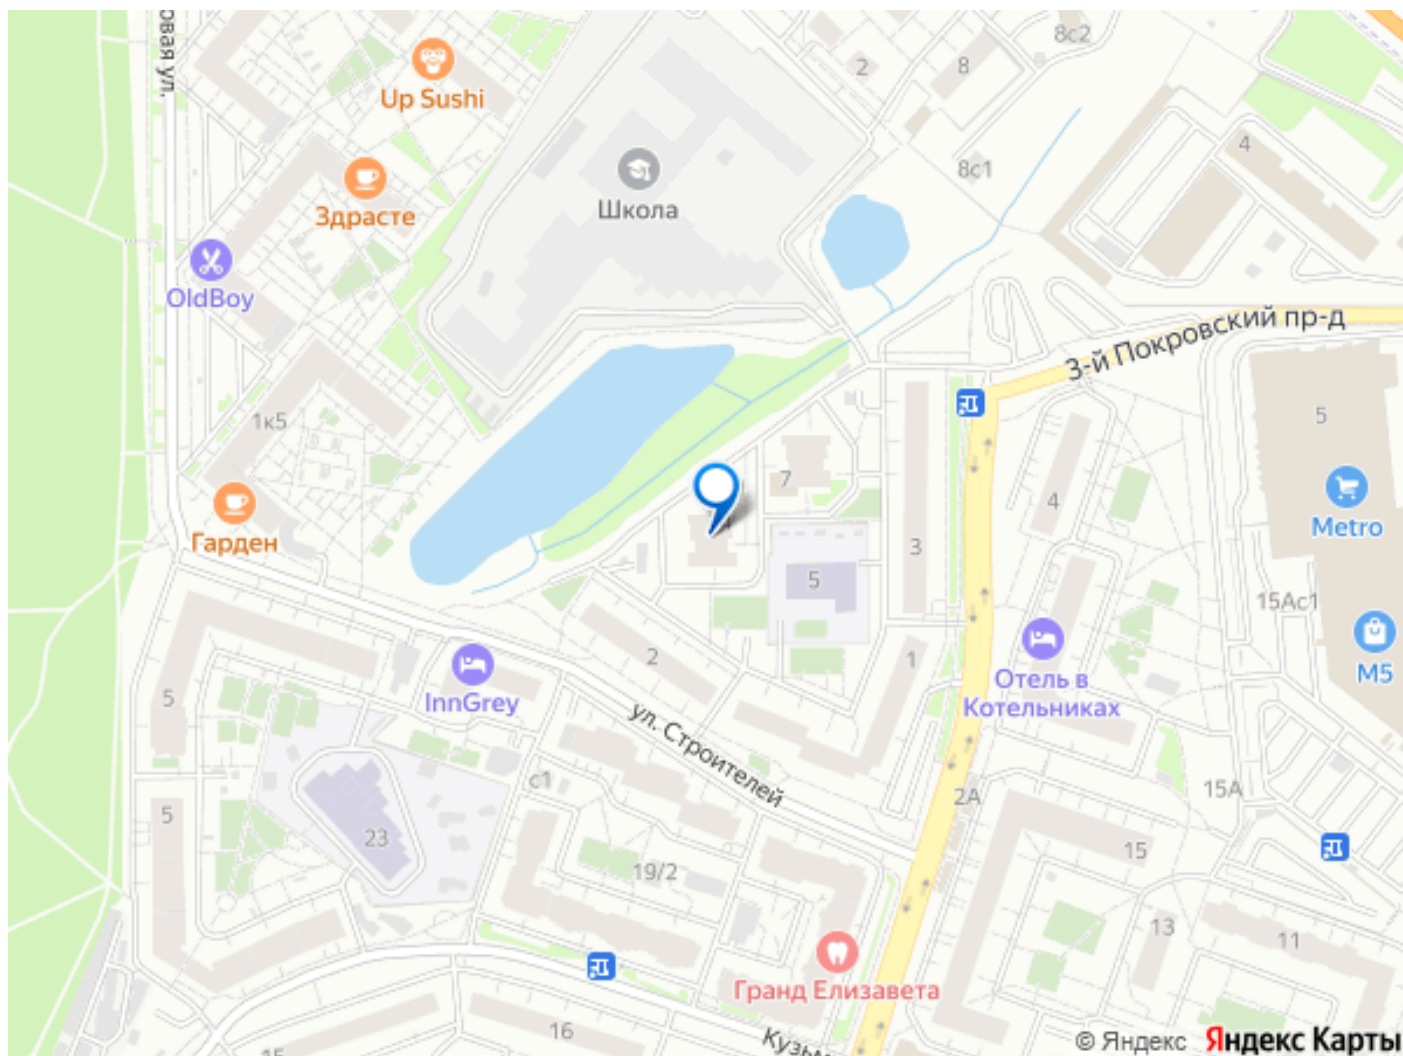 овая ул.
8с2
2
8
Up Sushi
4
8с1
Школа
Здрасте
OldBoy
3-й Покровский пр-д
1к5
5
7
4
Metro
Гарден
3
5
15Ас1
2
1
М5
InnGrey
Отель в
Котельниках
5
ул. Строителей
с1
2А
15А
5
23
15
19/2
13
11
Гранд Елизавета
16
Кузьм
© Яндекс Яндекс Карты